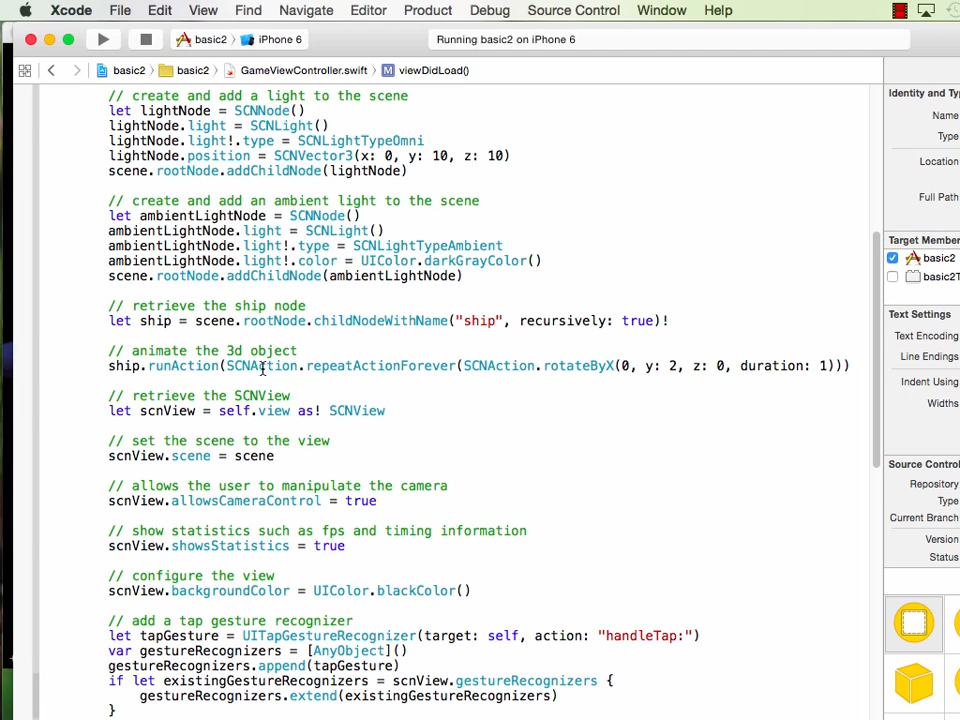 Xcode File Edit View Find Navigate Editor Product Debug Source Control Window Help
basic2 iPhone 6 Running basic2 on iPhone 6
basic2 basic2 GameViewController.swift M viewDidLoad()
// create and add a light to the scene
let lightNode = SCNNode()
lightNode.light = SCNLight()
lightNode.light!.type = SCNLightTypeOmni
lightNode.position = SCNVector3(x: 0, y: 10, z: 10)
scene.rootNode.addChildNode(lightNode)
// create and add an ambient light to the scene
let ambientLightNode = SCNNode()
ambientLightNode.light = SCNLight()
ambientLightNode.light!.type = SCNLightTypeAmbient
ambientLightNode.light!.color = UIColor.darkGrayColor()
scene.rootNode.addChildNode(ambientLightNode)
// retrieve the ship node
let ship = scene.rootNode.childNodeWithName("ship", recursively: true)!
// animate the 3d object
ship.runAction(SCNAction.repeatActionForever(SCNAction.rotateByX(0, y: 2, z: 0, duration: 1)))
// retrieve the SCNView
let scnView = self.view as! SCNView
// set the scene to the view
scnView.scene = scene
// allows the user to manipulate the camera
scnView.allowsCameraControl = true
// show statistics such as fps and timing information
scnView.showsStatistics = true
// configure the view
scnView.backgroundColor = UIColor.blackColor()
// add a tap gesture recognizer
let tapGesture = UITapGestureRecognizer(target: self, action: "handleTap:")
var gestureRecognizers = [AnyObject]()
gestureRecognizers.append(tapGesture)
if let existingGestureRecognizers = scnView.gestureRecognizers {
gestureRecognizers.extend(existingGestureRecognizers)
}
Identity and Typ
Name
Type
Location
Full Path
Target Member
basic2
basic2T
Text Settings
Text Encoding
Line Endings
Indent Using
Widths
Source Contro
Repository
Type
Current Branch
Version
Status